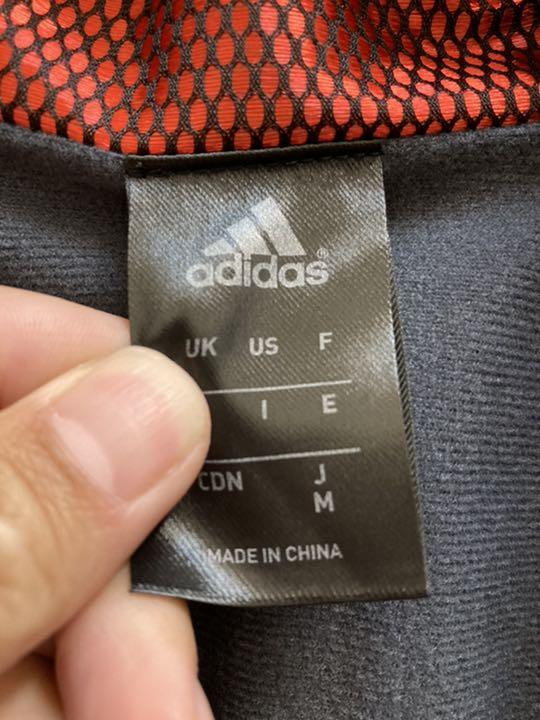 adidas®
UK US F
I E
CDN J
M
MADE IN CHINA